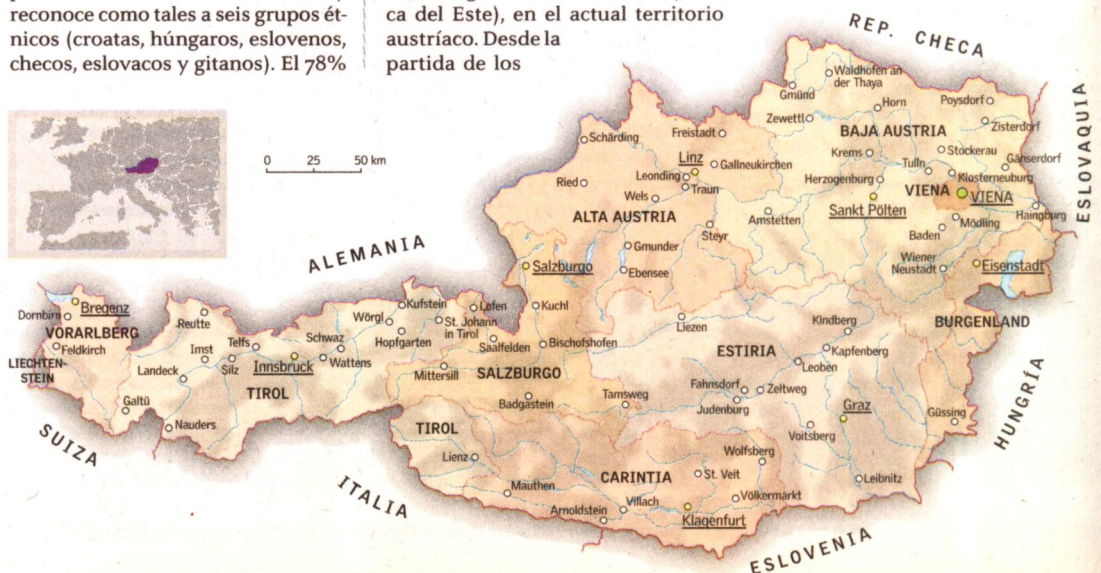 reconoce como tales a seis grupos ét-
nicos (croatas, húngaros, eslovenos,
checos, eslovacos y gitanos). El 78%
ca del Este), en el actual territorio
austríaco. Desde la
partida de los
0 25 50 km
REP. CHECA
ESLOVAQUIA
HUNGRÍA
ESLOVENIA
ITALIA
SUIZA
LIECHTEN-
STEIN
ALEMANIA
Waldhofen an
der Thaya
Gmünd
Horn
Poysdorf
Zewettl
BAJA AUSTRIA
Zisterdorf
Schärding
Freistadt
Linz
Gallneukirchen
Krems
Stockerau
Gänserdorf
Tulln
Leonding
Herzogenburg
Klosterneuburg
Ried
Traun
VIENA
VIENA
Wels
Sankt Pölten
ALTA AUSTRIA
Amstetten
Hainburg
Mödling
Steyr
Baden
Gmunder
Wiener
Neustadt
Eisenstadt
Salzburgo
Ebensee
Bregenz
Dornbirn
VORARLBERG
Feldkirch
Reutte
Kufstein
Lofen
Kuchl
Wörgl
St. Johann
in Tirol
Liezen
Kindberg
BURGENLAND
Telfs
Schwaz
Hopfgarten
Saalfelden
Bischofshofen
Imst
Kapfenberg
ESTIRIA
Leoben
Landeck
Silz
Innsbruck
Wattens
Mittersill
SALZBURGO
TIROL
Fahnsdorf
Zeltweg
Judenburg
Galtü
Badgastein
Tamsweg
Graz
Güssing
Nauders
TIROL
Voitsberg
Wolfsberg
Lienz
CARINTIA
St. Veit
Leibnitz
Mauthen
Villach
Völkermarkt
Arnoldstein
Klagenfurt